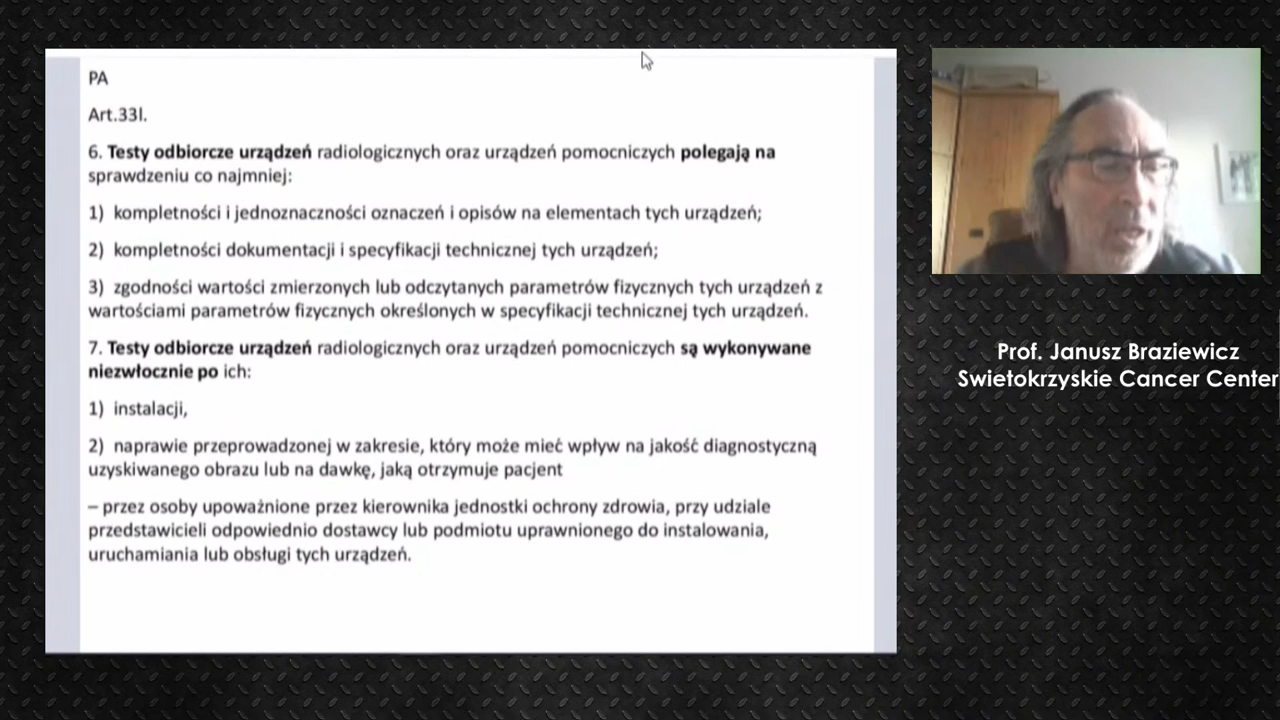 PA
Art.33l.
6. Testy odbiorcze urządzeń radiologicznych oraz urządzeń pomocniczych polegają na
sprawdzeniu co najmniej:
1) kompletności i jednoznaczności oznaczeń i opisów na elementach tych urządzeń;
2) kompletności dokumentacji i specyfikacji technicznej tych urządzeń;
3) zgodności wartości zmierzonych lub odczytanych parametrów fizycznych tych urządzeń z
wartościami parametrów fizycznych określonych w specyfikacji technicznej tych urządzeń.
7. Testy odbiorcze urządzeń radiologicznych oraz urządzeń pomocniczych są wykonywane
niezwłocznie po ich:
1) instalacji,
2) naprawie przeprowadzonej w zakresie, który może mieć wpływ na jakość diagnostyczną
uzyskiwanego obrazu lub na dawkę, jaką otrzymuje pacjent
– przez osoby upoważnione przez kierownika jednostki ochrony zdrowia, przy udziale
przedstawicieli odpowiednio dostawcy lub podmiotu uprawnionego do instalowania,
uruchamiania lub obsługi tych urządzeń.
Prof. Janusz Braziewicz
Swietokrzyskie Cancer Center